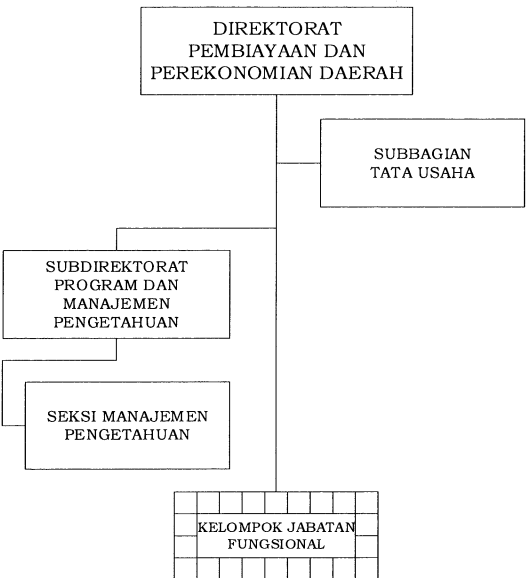 DIREKTORAT
PEMBIAYAAN DAN
PEREKONOMIAN DAERAH
SUBBAGIAN
TATA USAHA
SUBDIREKTORAT
PROGRAM DAN
MANAJEMEN
PENGETAHUAN
SEKSI MANAJEMEN
PENGETAHUAN
KELOMPOK JABATAN
FUNGSIONAL